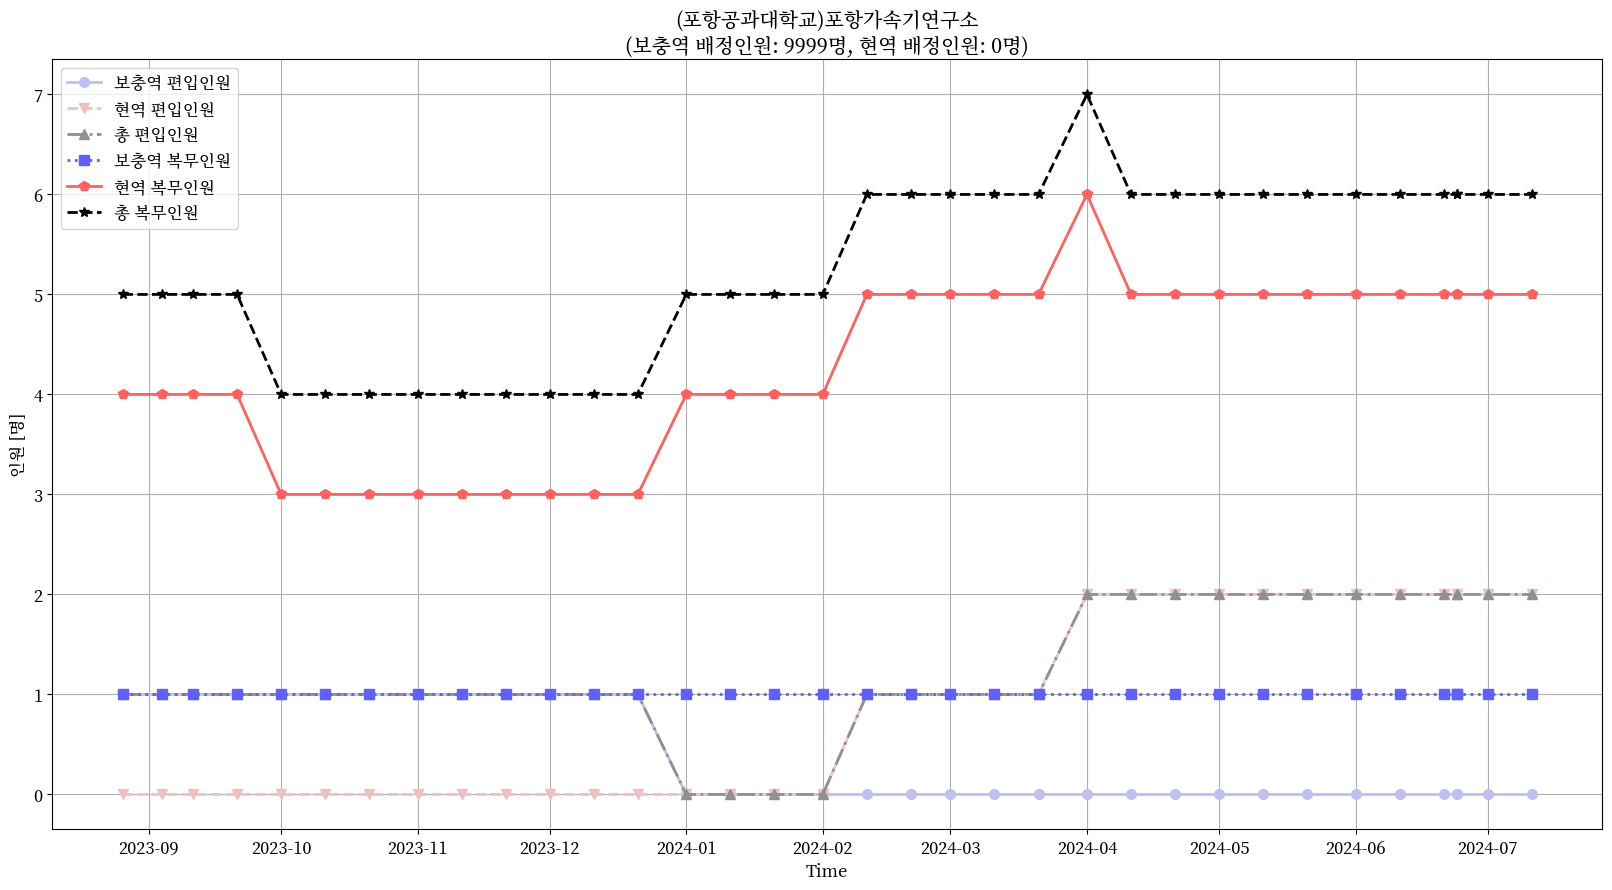 (포항공과대학교)포항가속기연구소
(보충역 배정인원: 9999명, 현역 배정인원: 0명)
보충역 편입인원
현역 편입인원
총 편입인원
보충역 복무인원
현역 복무인원
총 복무인원
7
6
5
4
3
2
1
0
인원 [명]
2023-09 2023-10 2023-11 2023-12 2024-01 2024-02 2024-03 2024-04 2024-05 2024-06 2024-07
Time